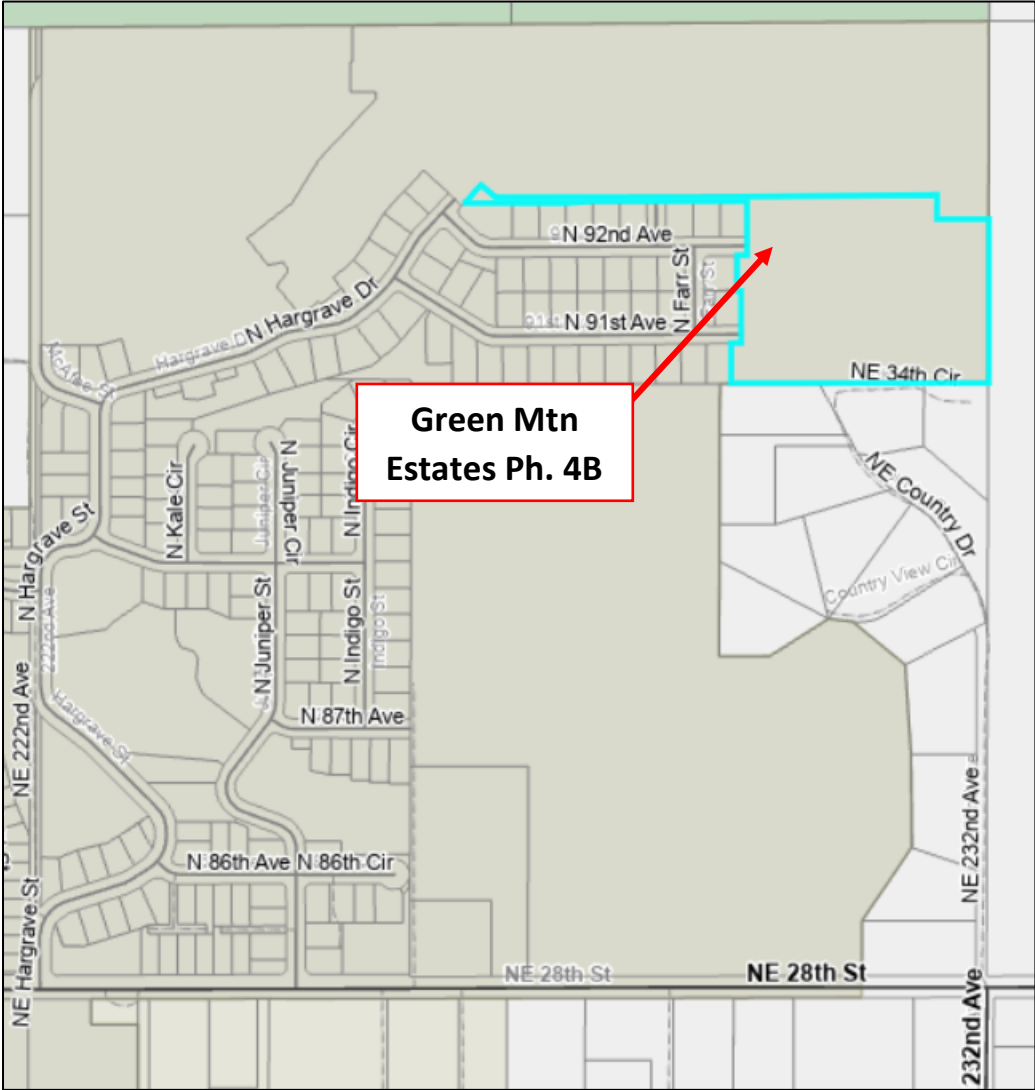 N 92nd Ave
N Farr St
Farr St
91st
N 91st Ave
N Hargrave Dr
Hargrave D
McAfee St
NE 34th Cir
Green Mtn
Estates Ph. 4B
N Kale Cir
Juniper Cir
N Juniper Cir
N Indigo Cir
NE Country Dr
Country View Cir
N Hargrave St
222nd Ave
N Juniper St
N Indigo St
Indigo St
NE 222nd Ave
Hargrave St
N 87th Ave
NE 232nd Ave
N 86th Ave
N 86th Cir
NE Hargrave St
NE 28th St
NE 28th St
232nd Ave